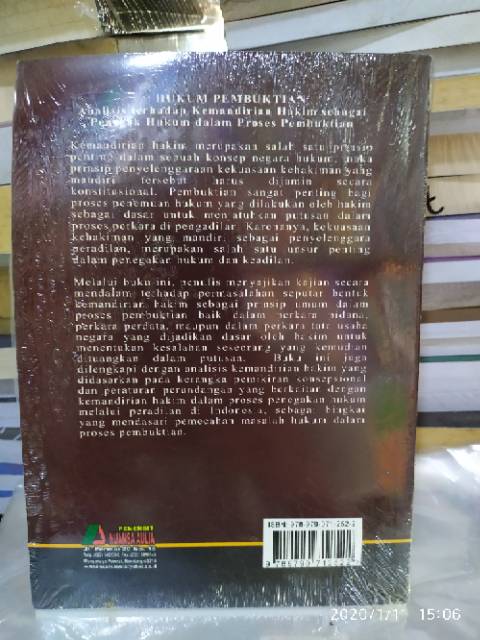 HUKUM PEMBUKTIAN
Analisis terhadap Kemandirian Hakim sebagai
Penegak Hukum dalam Proses Pembuktian
Kemandirian hakim merupakan salah satu prinsip
penting dalam sebuah konsep negara hukum, maka
prinsip penyelenggaraan kekuasaan kehakiman yang
mandiri tersebut harus dijamin secara
konstitusional. Pembuktian sangat penting bagi
proses penemuan hukum yang dilakukan oleh hakim
sebagai dasar untuk menjatuhkan putusan dalam
proses perkara di pengadilan. Karenanya, kekuasaan
kehakiman yang mandiri, sebagai penyelenggara
peradilan, merupakan salah satu unsur penting
dalam penegakan hukum dan keadilan.
Melalui buku ini, penulis menyajikan kajian secara
mendalam terhadap permasalahan seputar bentuk
kemandirian hakim sebagai prinsip umum dalam
proses pembuktian baik dalam perkara pidana,
perkara perdata, maupun dalam perkara tata usaha
negara yang dijadikan dasar oleh hakim untuk
menentukan kesalahan seseorang yang kemudian
dituangkan dalam putusan. Buku ini juga
dilengkapi dengan analisis kemandirian hakim yang
didasarkan pada kerangka pemikiran konsepsional
dan peraturan perundangan yang berkaitan dengan
kemandirian hakim dalam proses penegakan hukum
melalui peradilan di Indonesia, sebagai bingkai
yang mendasari pemecahan masalah hukum dalam
proses pembuktian.
PENERBIT
NUANSA AULIA
ISBN: 978-979-071-252-2
2020/1/1 15:06